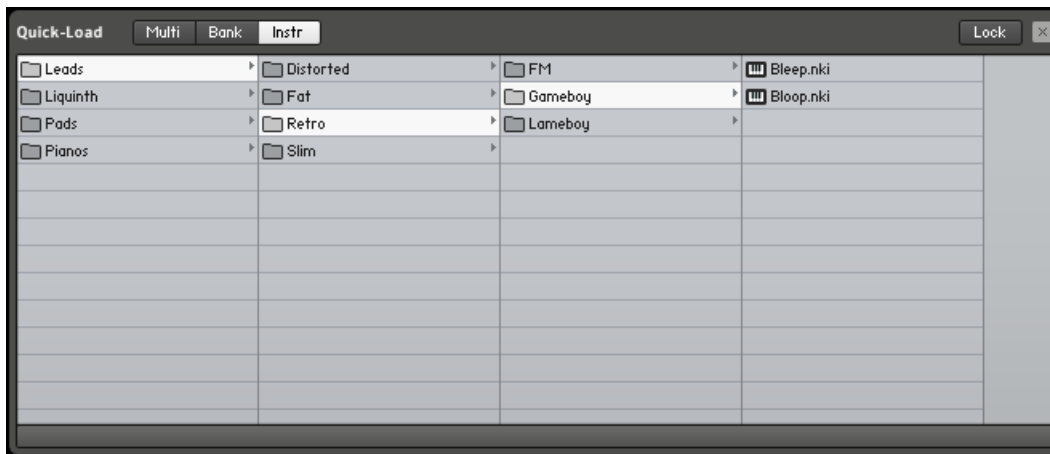 Quick-Load Multi Bank Instr Lock
Leads Distorted FM Bleep.nki
Liquinth Fat Gameboy Bloop.nki
Pads Retro Lameboy
Pianos Slim